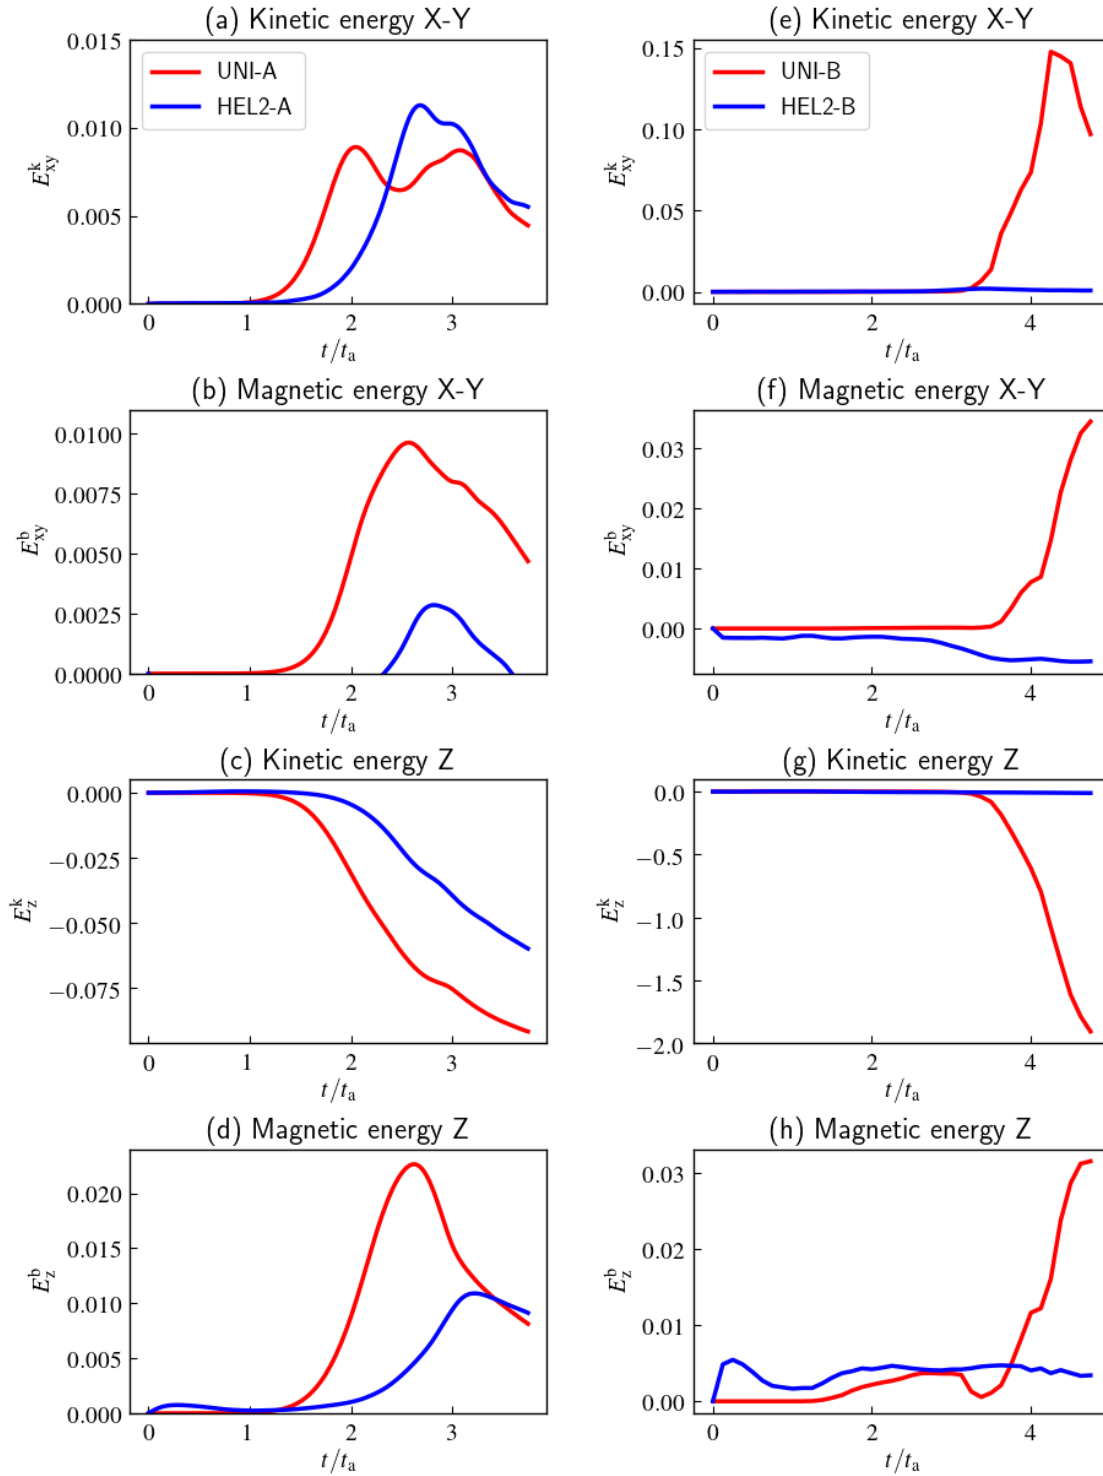 (a) Kinetic energy X-Y
0.015
0.010
0.005
0.000
E^k_xy
UNI-A
HEL2-A
0 1 2 3
t/t_a
(e) Kinetic energy X-Y
0.15
0.10
0.05
0.00
E^k_xy
UNI-B
HEL2-B
0 2 4
t/t_a
(b) Magnetic energy X-Y
0.0100
0.0075
0.0050
0.0025
0.0000
E^b_xy
0 1 2 3
t/t_a
(f) Magnetic energy X-Y
0.03
0.02
0.01
0.00
E^b_xy
0 2 4
t/t_a
(c) Kinetic energy Z
0.000
−0.025
−0.050
−0.075
E^k_z
0 1 2 3
t/t_a
(g) Kinetic energy Z
0.0
−0.5
−1.0
−1.5
−2.0
E^k_z
0 2 4
t/t_a
(d) Magnetic energy Z
0.020
0.015
0.010
0.005
0.000
E^b_z
0 1 2 3
t/t_a
(h) Magnetic energy Z
0.03
0.02
0.01
0.00
E^b_z
0 2 4
t/t_a